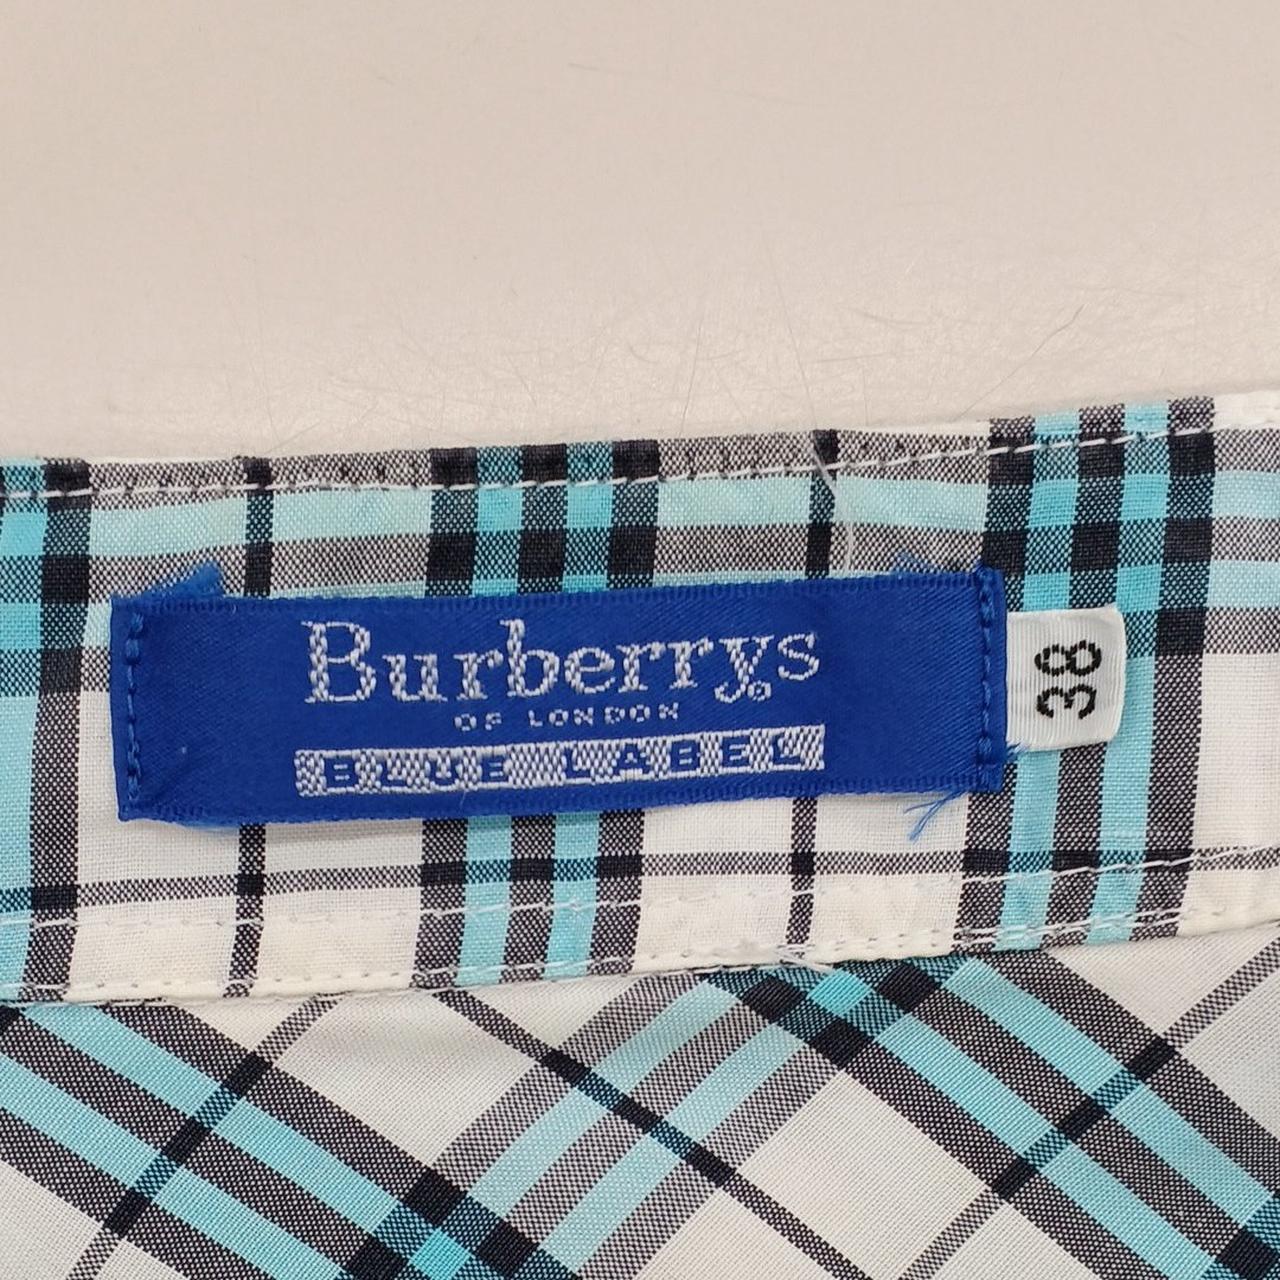 Burberrys
OF LONDON
BLUE LABEL
38